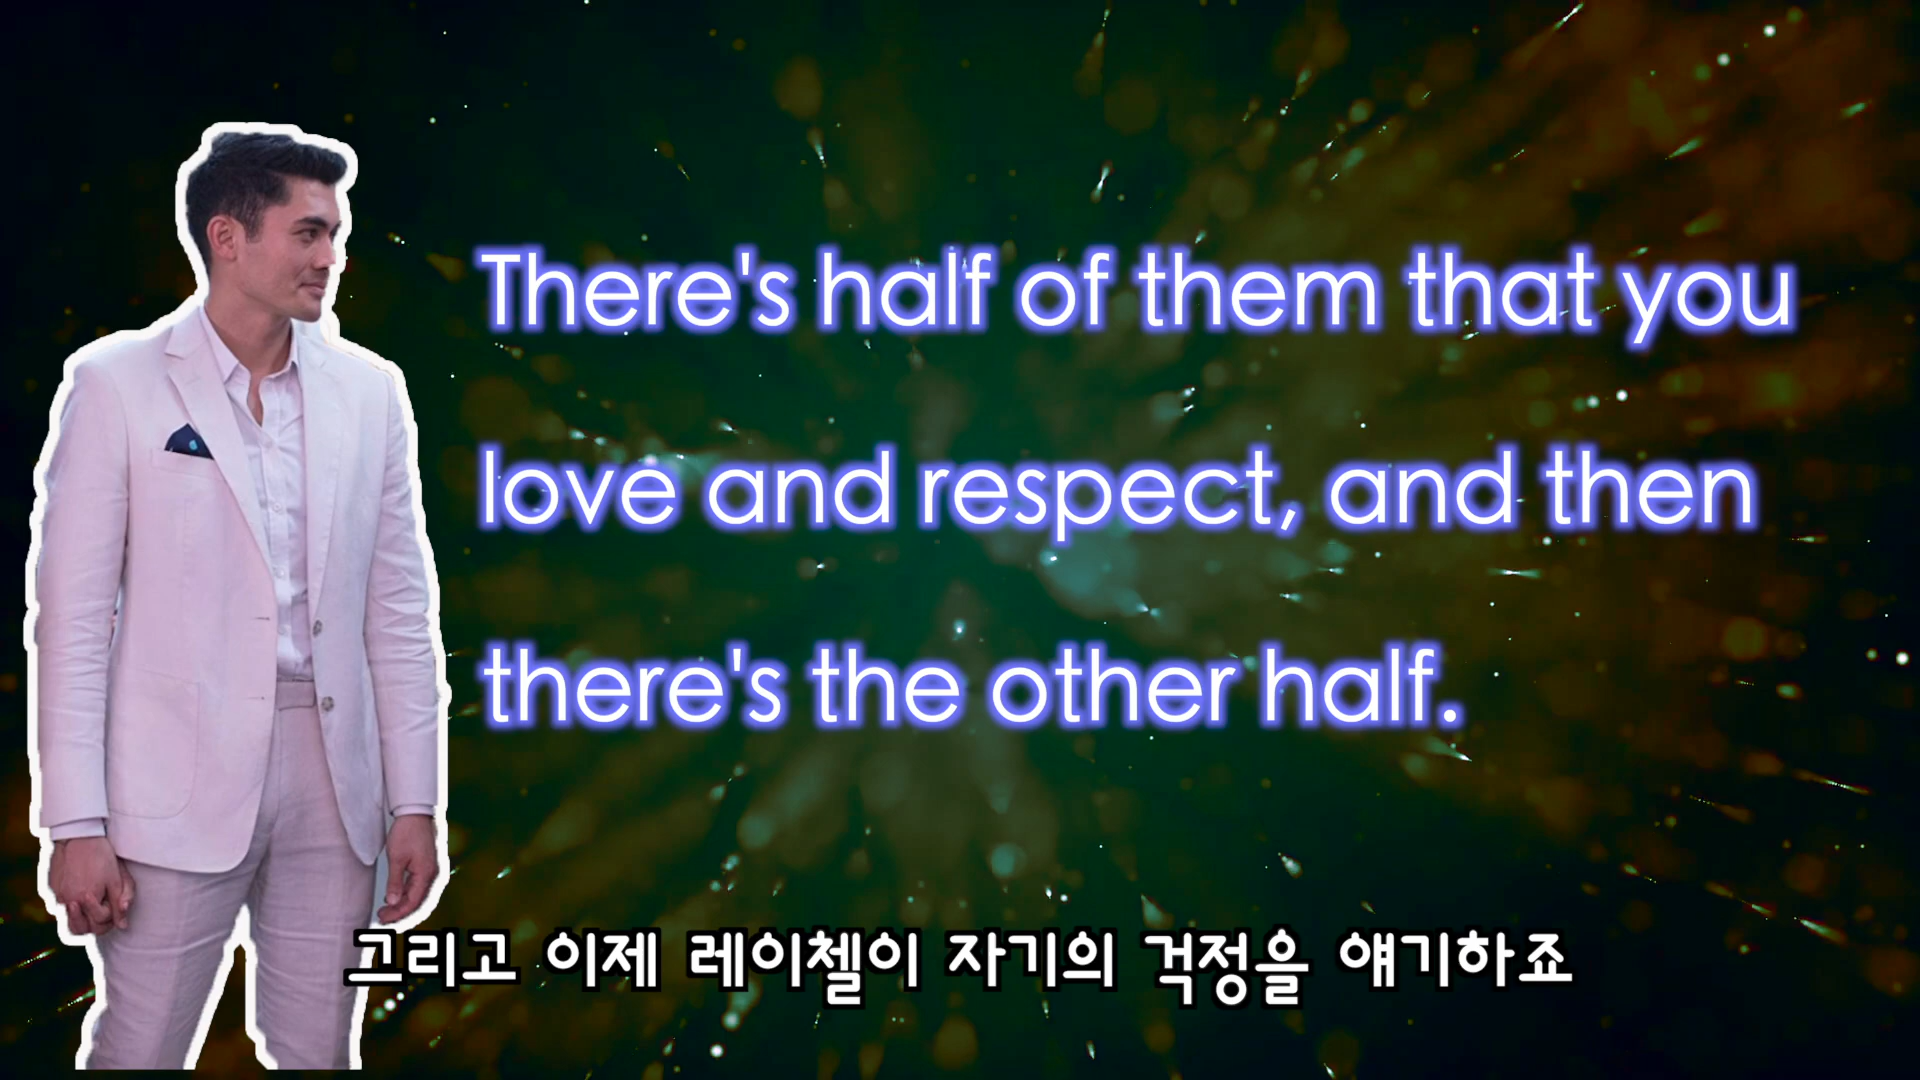 There's half of them that you
love and respect, and then
there's the other half.
그리고 이제 레이첼이 자기의 걱정을 얘기하죠